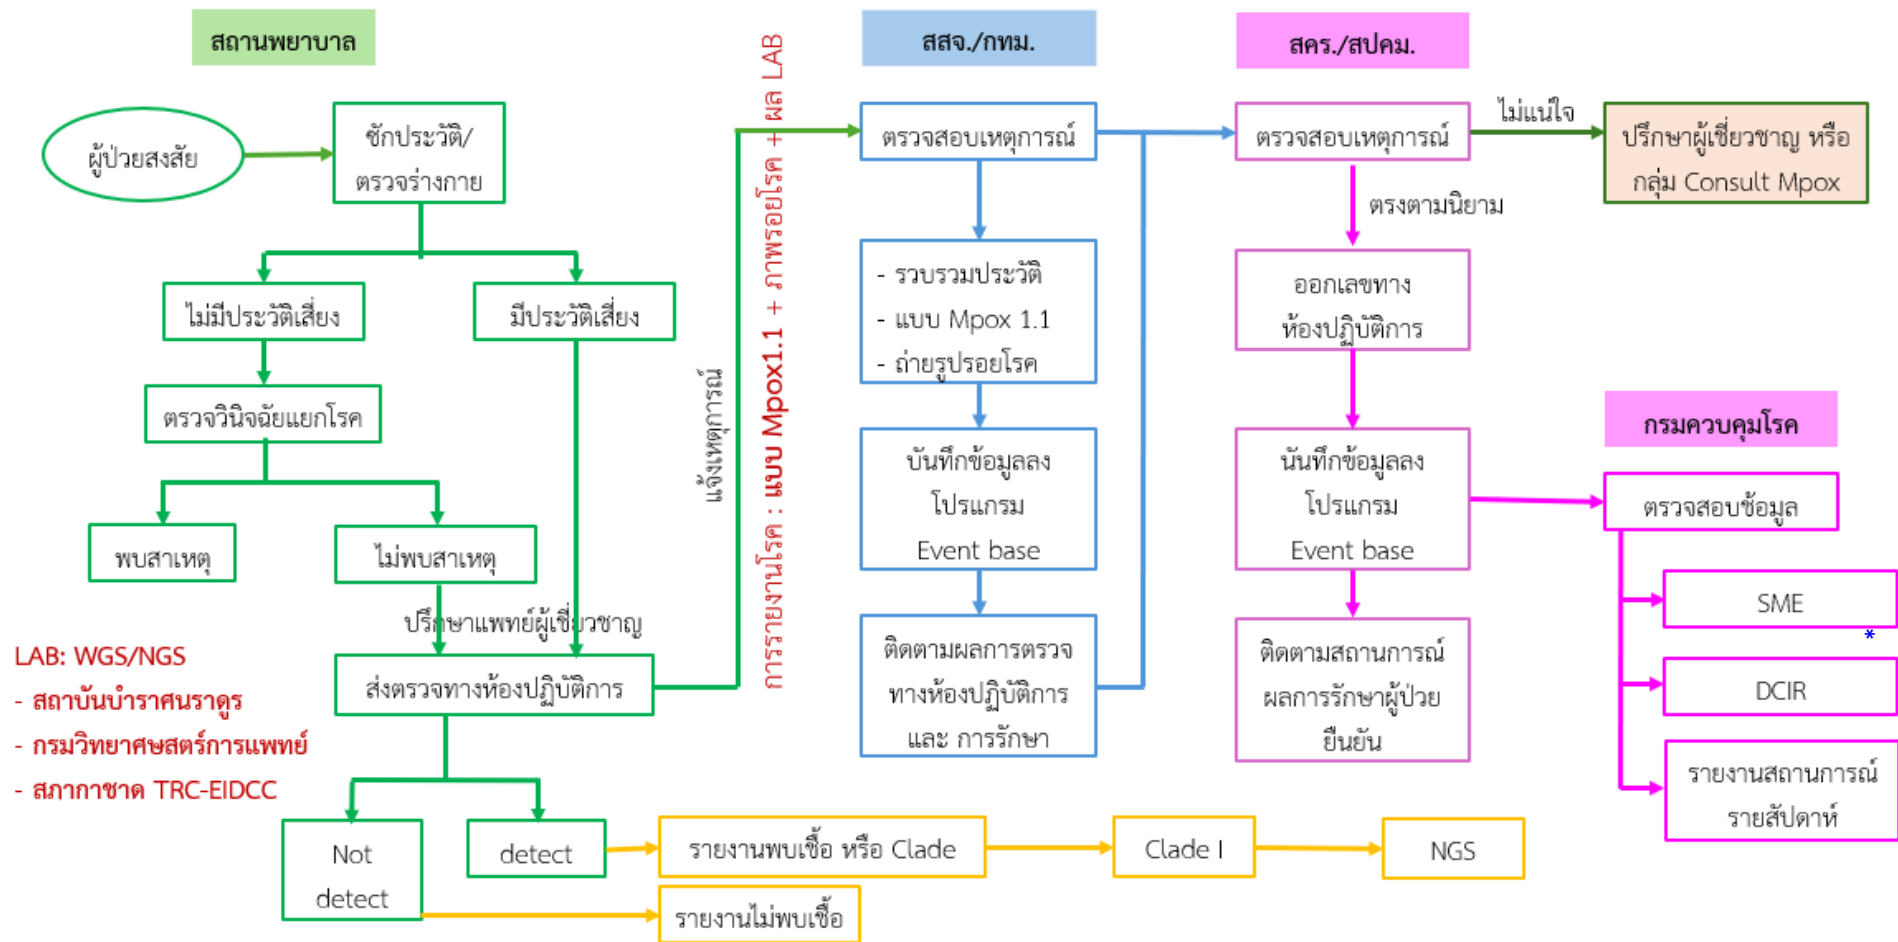 สถานพยาบาล
ผู้ป่วยสงสัย
ซักประวัติ/
ตรวจร่างกาย
ไม่มีประวัติเสี่ยง
มีประวัติเสี่ยง
ตรวจวินิจฉัยแยกโรค
พบสาเหตุ
ไม่พบสาเหตุ
ปรึกษาแพทย์ผู้เชี่ยวชาญ
ส่งตรวจทางห้องปฏิบัติการ
LAB: WGS/NGS
- สถาบันบำราศนราดูร
- กรมวิทยาศษสตร์การแพทย์
- สภากาชาด TRC-EIDCC
Not
detect
detect
รายงานพบเชื้อ หรือ Clade
Clade I
NGS
รายงานไม่พบเชื้อ
แจ้งเหตุการณ์
การรายงานโรค : แบบ Mpox1.1 + ภาพรอยโรค + ผล LAB
สสจ./กทม.
ตรวจสอบเหตุการณ์
- รวบรวมประวัติ
- แบบ Mpox 1.1
- ถ่ายรูปรอยโรค
บันทึกข้อมูลลง
โปรแกรม
Event base
ติดตามผลการตรวจ
ทางห้องปฏิบัติการ
และ การรักษา
สคร./สปคม.
ตรวจสอบเหตุการณ์
ไม่แน่ใจ
ปรึกษาผู้เชี่ยวชาญ หรือ
กลุ่ม Consult Mpox
ตรงตามนิยาม
ออกเลขทาง
ห้องปฏิบัติการ
นันทึกข้อมูลลง
โปรแกรม
Event base
ติดตามสถานการณ์
ผลการรักษาผู้ป่วย
ยืนยัน
กรมควบคุมโรค
ตรวจสอบช้อมูล
SME
*
DCIR
รายงานสถานการณ์
รายสัปดาห์